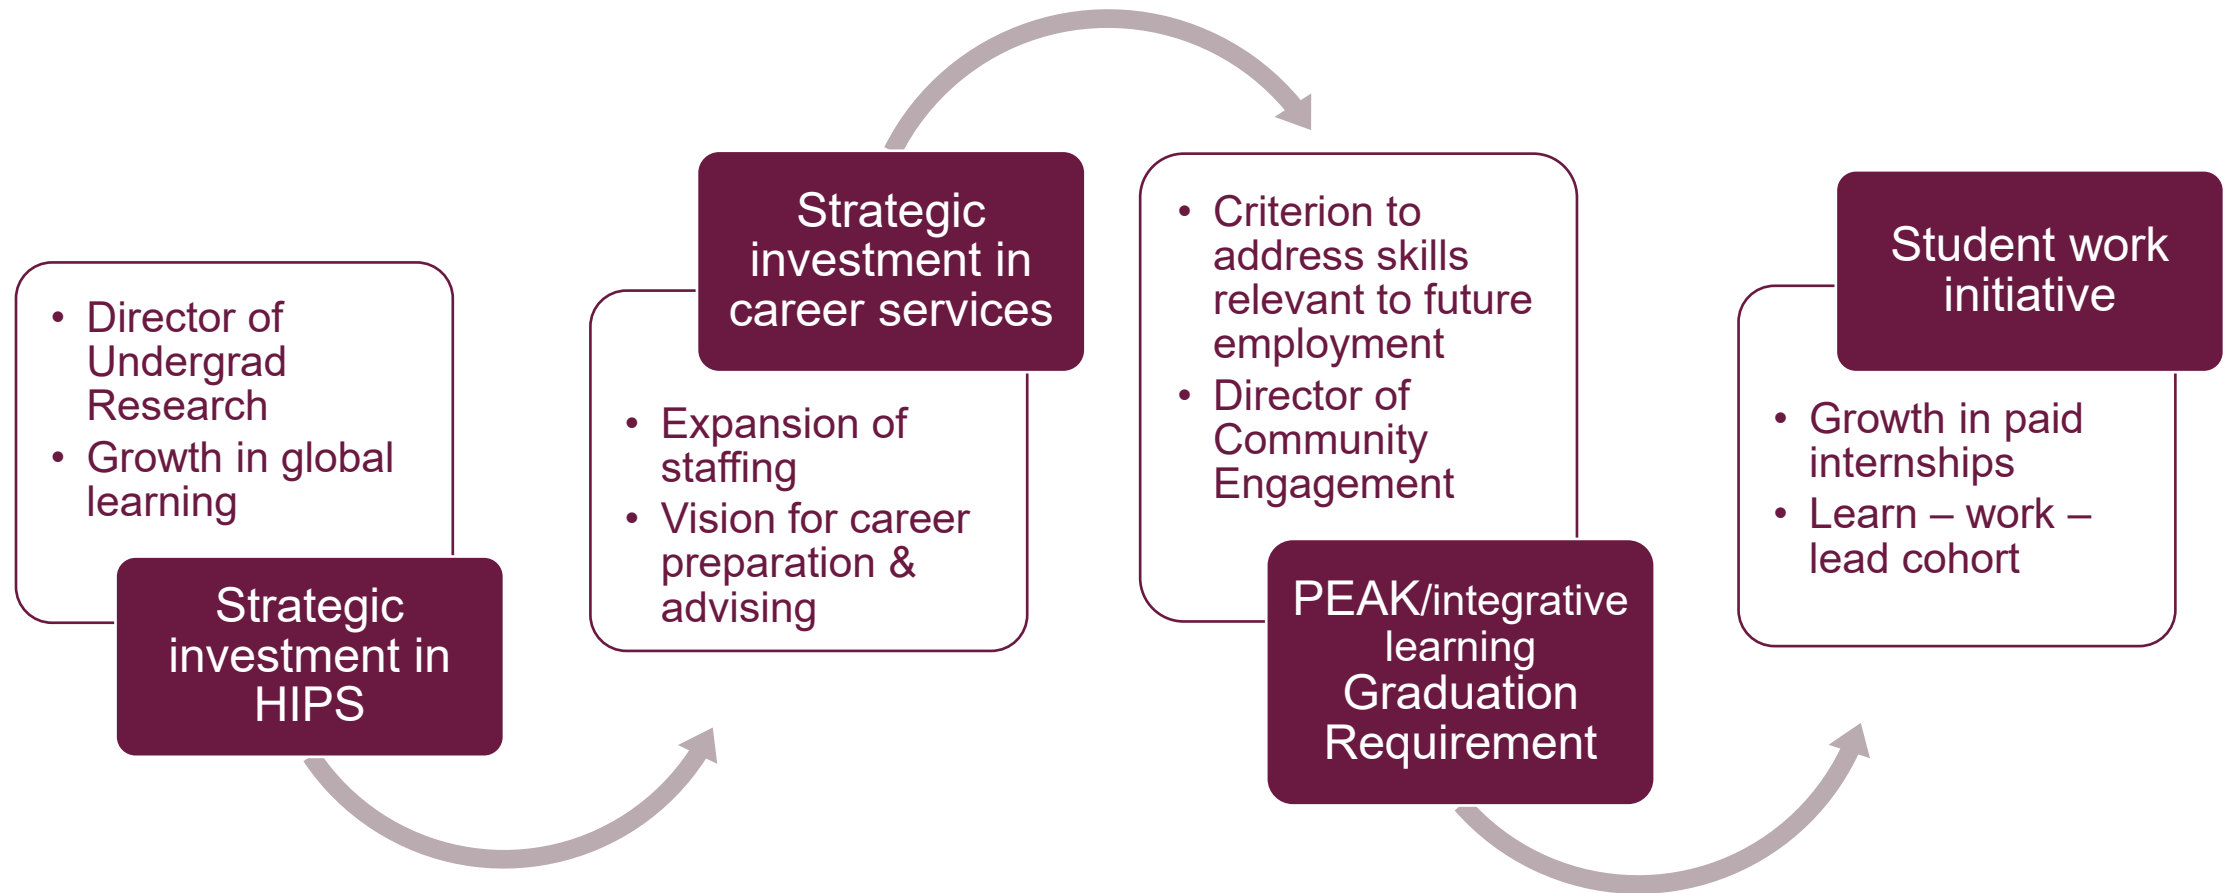 • Director of
Undergrad
Research
• Growth in global
learning
Strategic
investment in
HIPS
Strategic
investment in
career services
• Expansion of
staffing
• Vision for career
preparation &
advising
• Criterion to
address skills
relevant to future
employment
• Director of
Community
Engagement
PEAK/integrative
learning
Graduation
Requirement
Student work
initiative
• Growth in paid
internships
• Learn – work –
lead cohort